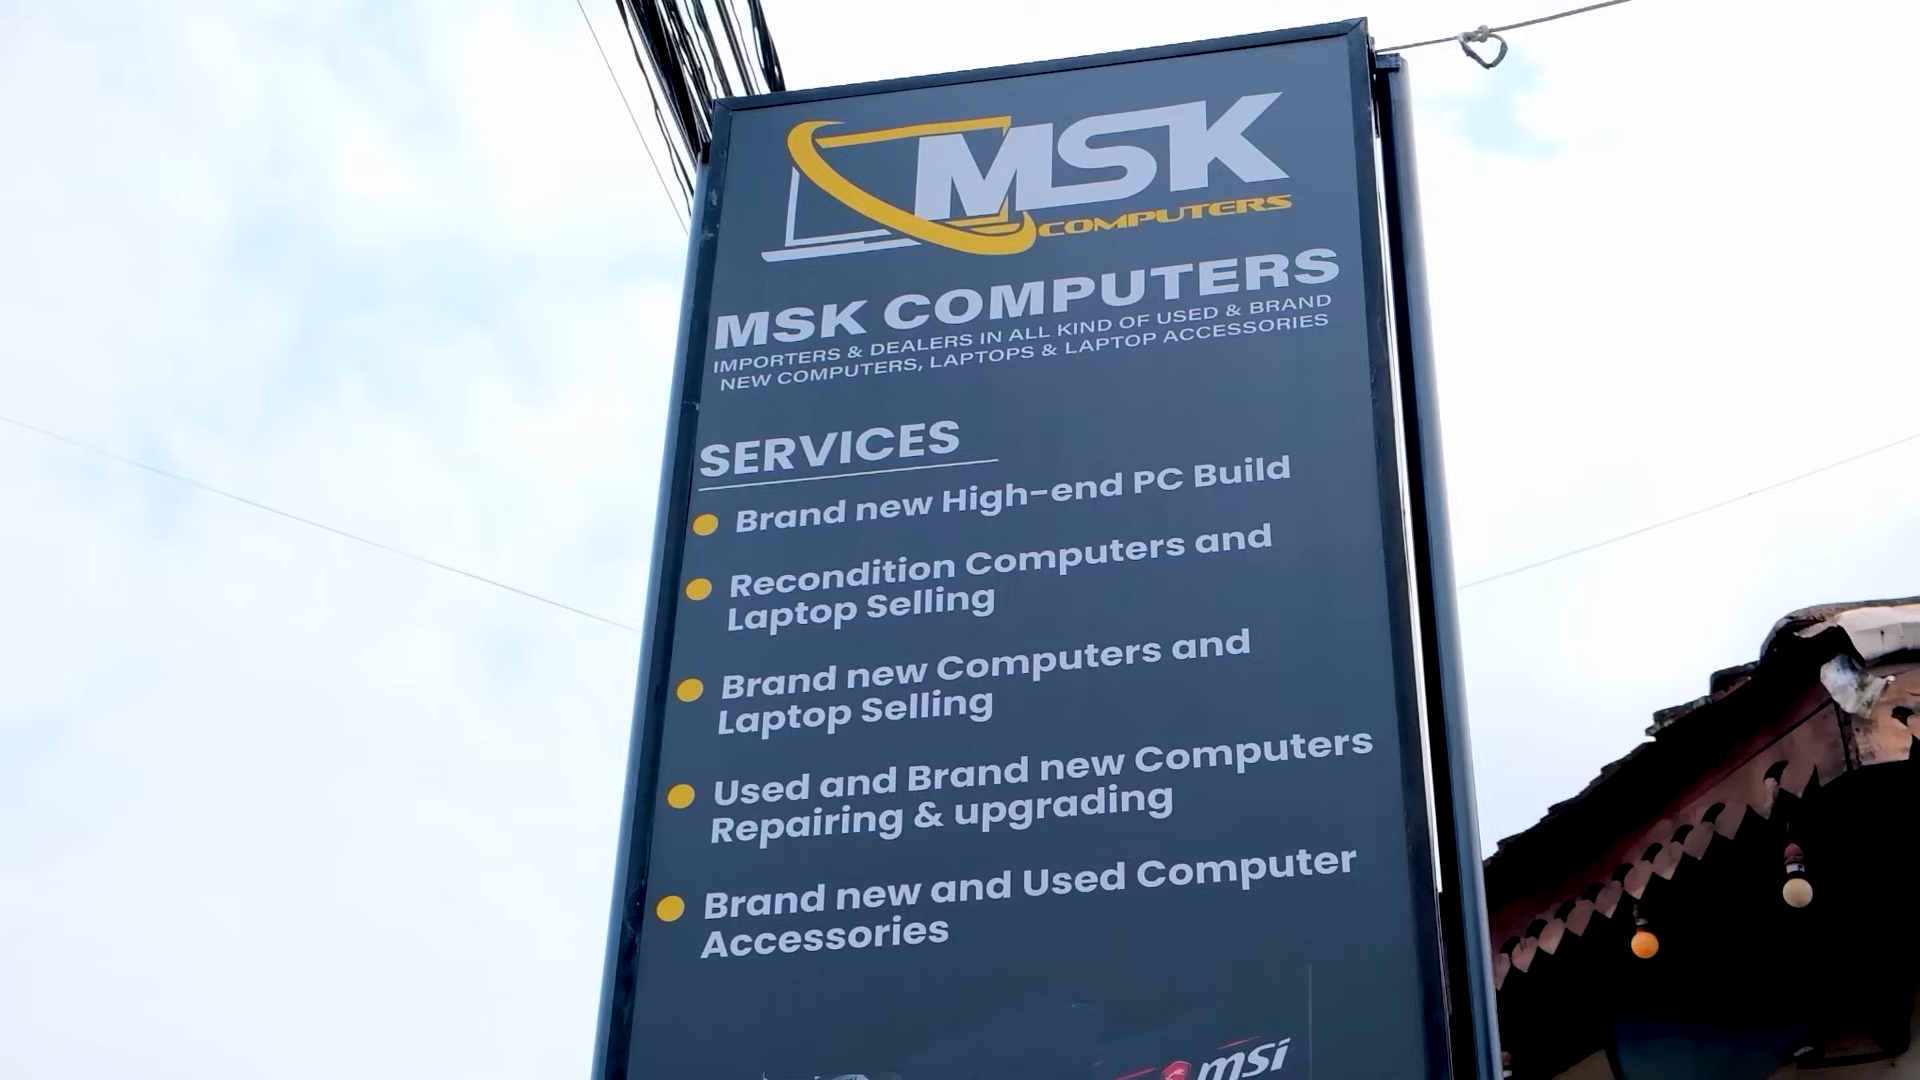 MSK
COMPUTERS
MSK COMPUTERS
IMPORTERS & DEALERS IN ALL KIND OF USED & BRAND
NEW COMPUTERS, LAPTOPS & LAPTOP ACCESSORIES
SERVICES
Brand new High-end PC Build
Recondition Computers and
Laptop Selling
Brand new Computers and
Laptop Selling
Used and Brand new Computers
Repairing & upgrading
Brand new and Used Computer
Accessories
msi